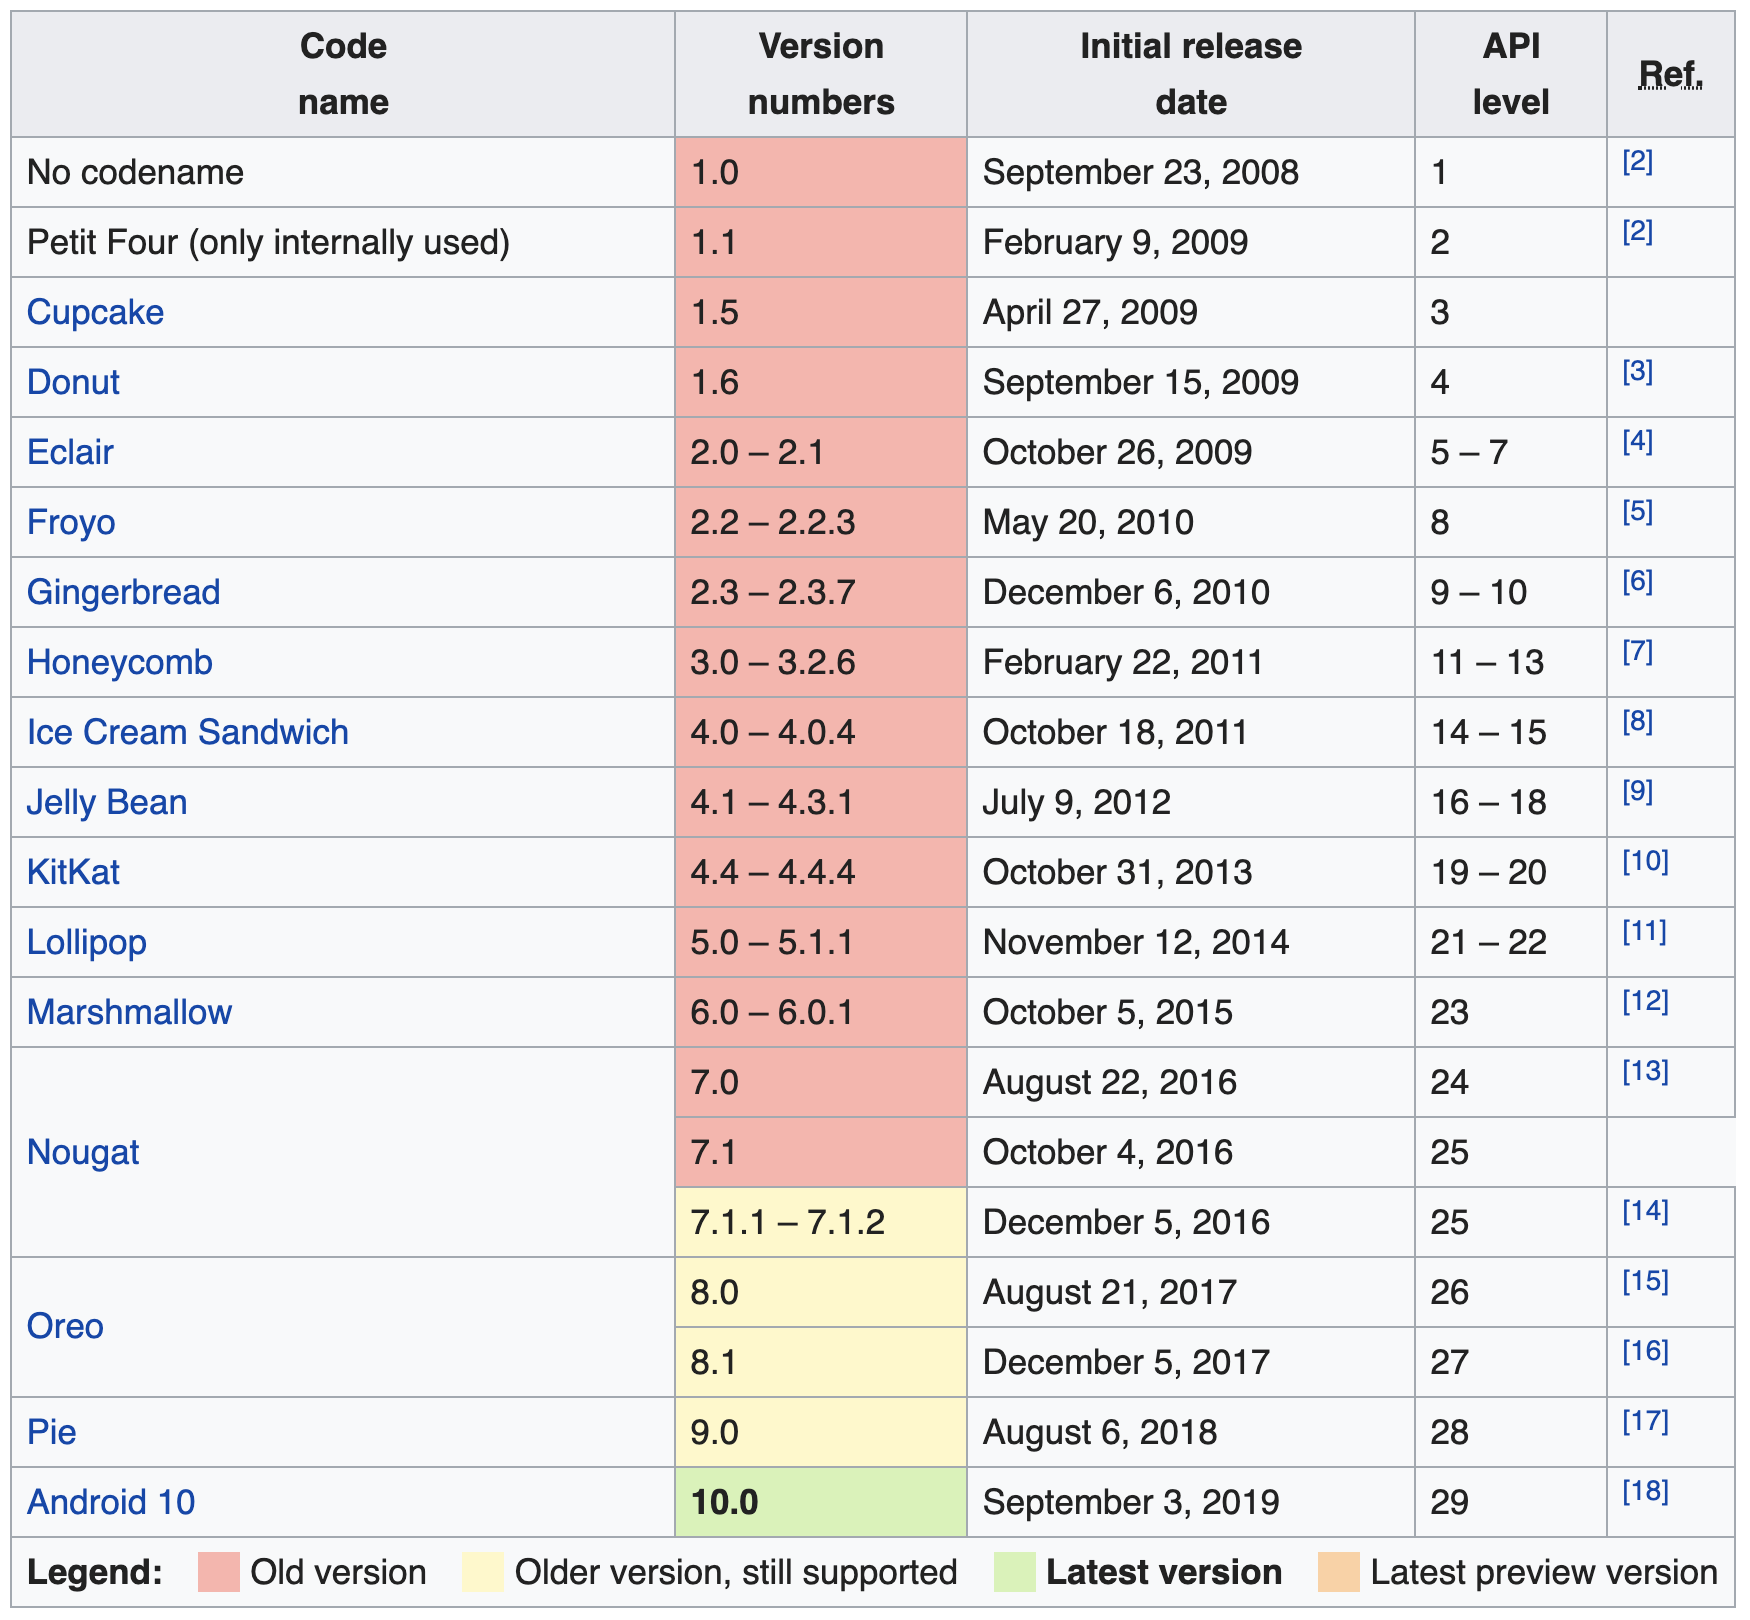 Code name Version numbers Initial release date API level Ref.
No codename 1.0 September 23, 2008 1 [2]
Petit Four (only internally used) 1.1 February 9, 2009 2 [2]
Cupcake 1.5 April 27, 2009 3
Donut 1.6 September 15, 2009 4 [3]
Eclair 2.0 – 2.1 October 26, 2009 5 – 7 [4]
Froyo 2.2 – 2.2.3 May 20, 2010 8 [5]
Gingerbread 2.3 – 2.3.7 December 6, 2010 9 – 10 [6]
Honeycomb 3.0 – 3.2.6 February 22, 2011 11 – 13 [7]
Ice Cream Sandwich 4.0 – 4.0.4 October 18, 2011 14 – 15 [8]
Jelly Bean 4.1 – 4.3.1 July 9, 2012 16 – 18 [9]
KitKat 4.4 – 4.4.4 October 31, 2013 19 – 20 [10]
Lollipop 5.0 – 5.1.1 November 12, 2014 21 – 22 [11]
Marshmallow 6.0 – 6.0.1 October 5, 2015 23 [12]
Nougat 7.0 August 22, 2016 24 [13]
7.1 October 4, 2016 25
7.1.1 – 7.1.2 December 5, 2016 25 [14]
Oreo 8.0 August 21, 2017 26 [15]
8.1 December 5, 2017 27 [16]
Pie 9.0 August 6, 2018 28 [17]
Android 10 10.0 September 3, 2019 29 [18]
Legend: Old version Older version, still supported Latest version Latest preview version